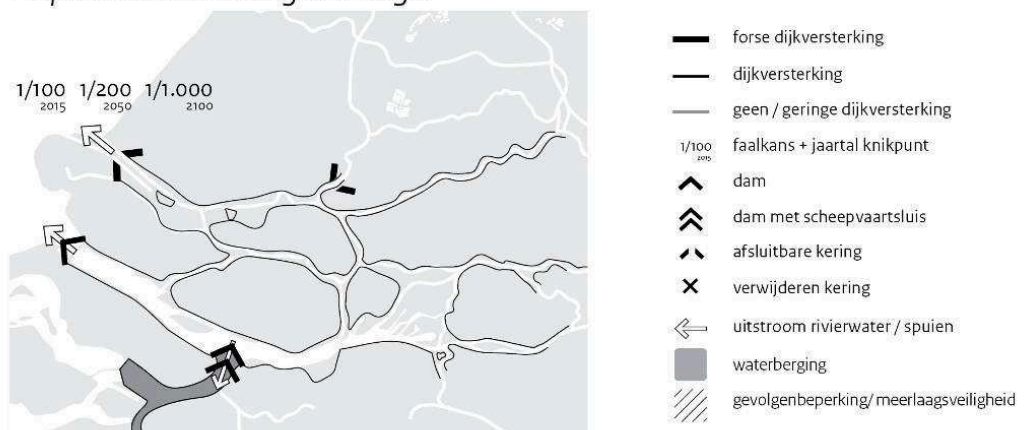 1/100 1/200 1/1.000
2015 2050 2100
forse dijkversterking
dijkversterking
geen / geringe dijkversterking
1/100
2015
faalkans + jaartal knikpunt
dam
dam met scheepvaartsluis
afsluitbare kering
verwijderen kering
uitstroom rivierwater / spuien
waterberging
gevolgenbeperking/ meerlaagsveiligheid